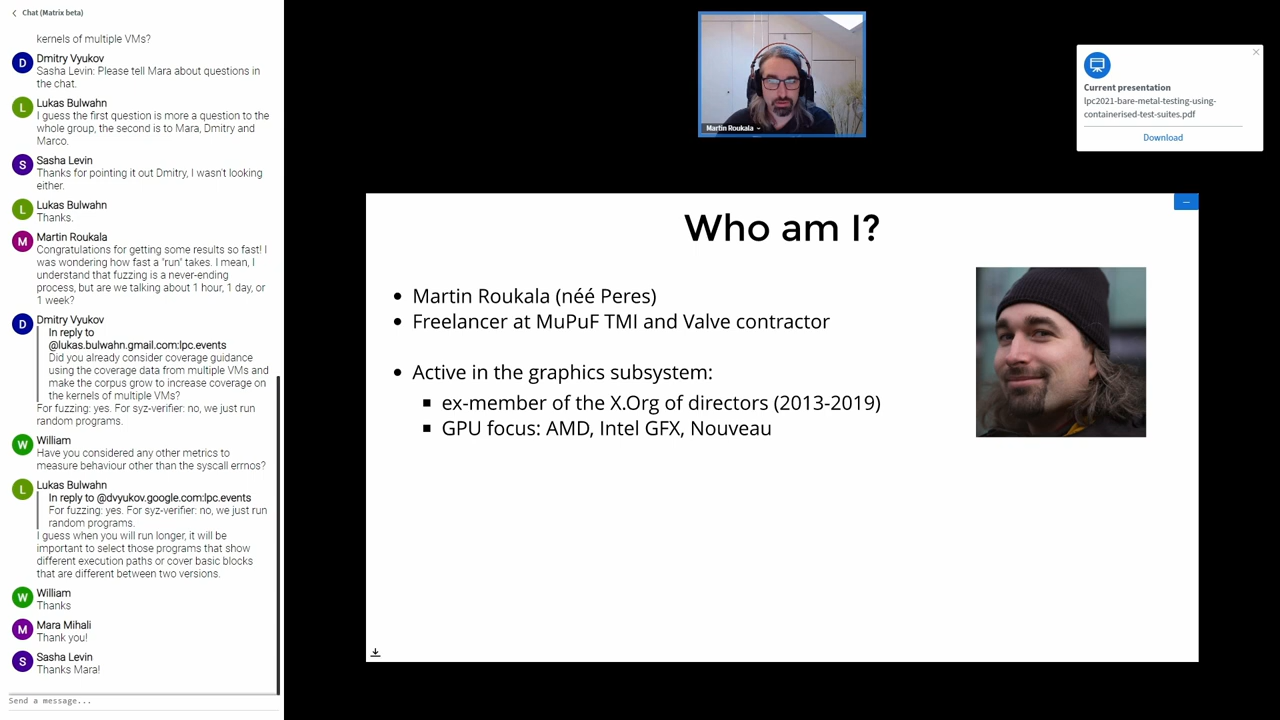 Chat (Matrix beta)
kernels of multiple VMs?
D
Dmitry Vyukov
Sasha Levin: Please tell Mara about questions in
the chat.
L
Lukas Bulwahn
I guess the first question is more a question to the
whole group, the second is to Mara, Dmitry and
Marco.
S
Sasha Levin
Thanks for pointing it out Dmitry, I wasn't looking
either.
L
Lukas Bulwahn
Thanks.
M
Martin Roukala
Congratulations for getting some results so fast! I
was wondering how fast a "run" takes. I mean, I
understand that fuzzing is a never-ending
process, but are we talking about 1 hour, 1 day, or
1 week?
D
Dmitry Vyukov
In reply to
@lukas.bulwahn.gmail.com:lpc.events
Did you already consider coverage guidance
using the coverage data from multiple VMs and
make the corpus grow to increase coverage on
the kernels of multiple VMs?
For fuzzing: yes. For syz-verifier: no, we just run
random programs.
W
William
Have you considered any other metrics to
measure behaviour other than the syscall errnos?
L
Lukas Bulwahn
In reply to @dvyukov.google.com:lpc.events
For fuzzing: yes. For syz-verifier: no, we just run
random programs.
I guess when you will run longer, it will be
important to select those programs that show
different execution paths or cover basic blocks
that are different between two versions.
W
William
Thanks
M
Mara Mihali
Thank you!
S
Sasha Levin
Thanks Mara!
Send a message...
Martin Roukala
Current presentation
lpc2021-bare-metal-testing-using-
containerised-test-suites.pdf
Download
Who am I?
Martin Roukala (néé Peres)
Freelancer at MuPuF TMI and Valve contractor
Active in the graphics subsystem:
ex-member of the X.Org of directors (2013-2019)
GPU focus: AMD, Intel GFX, Nouveau